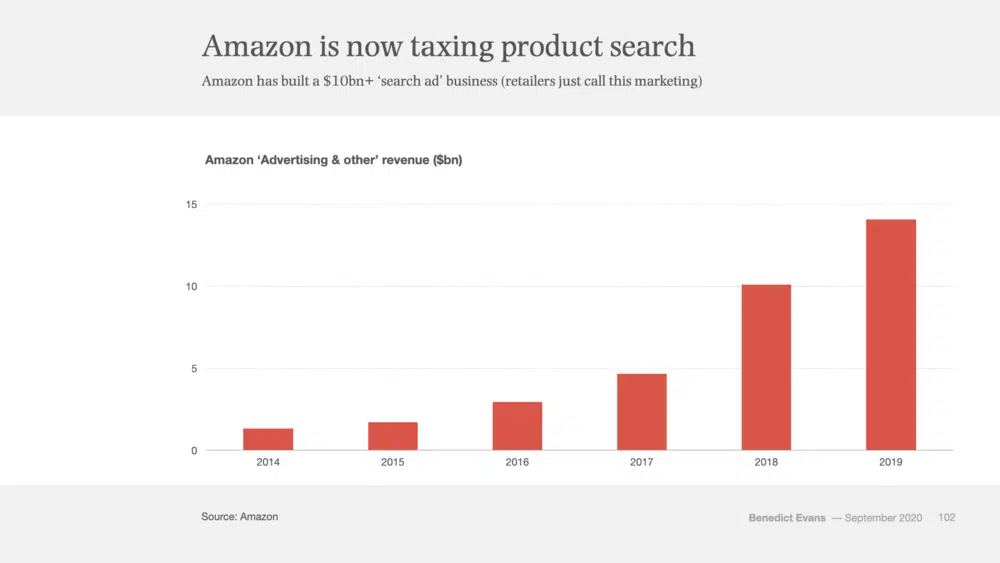 Amazon is now taxing product search
Amazon has built a $10bn+ ‘search ad’ business (retailers just call this marketing)
Amazon ‘Advertising & other’ revenue ($bn)
15
10
5
0
2014 2015 2016 2017 2018 2019
Source: Amazon
Benedict Evans — September 2020 102